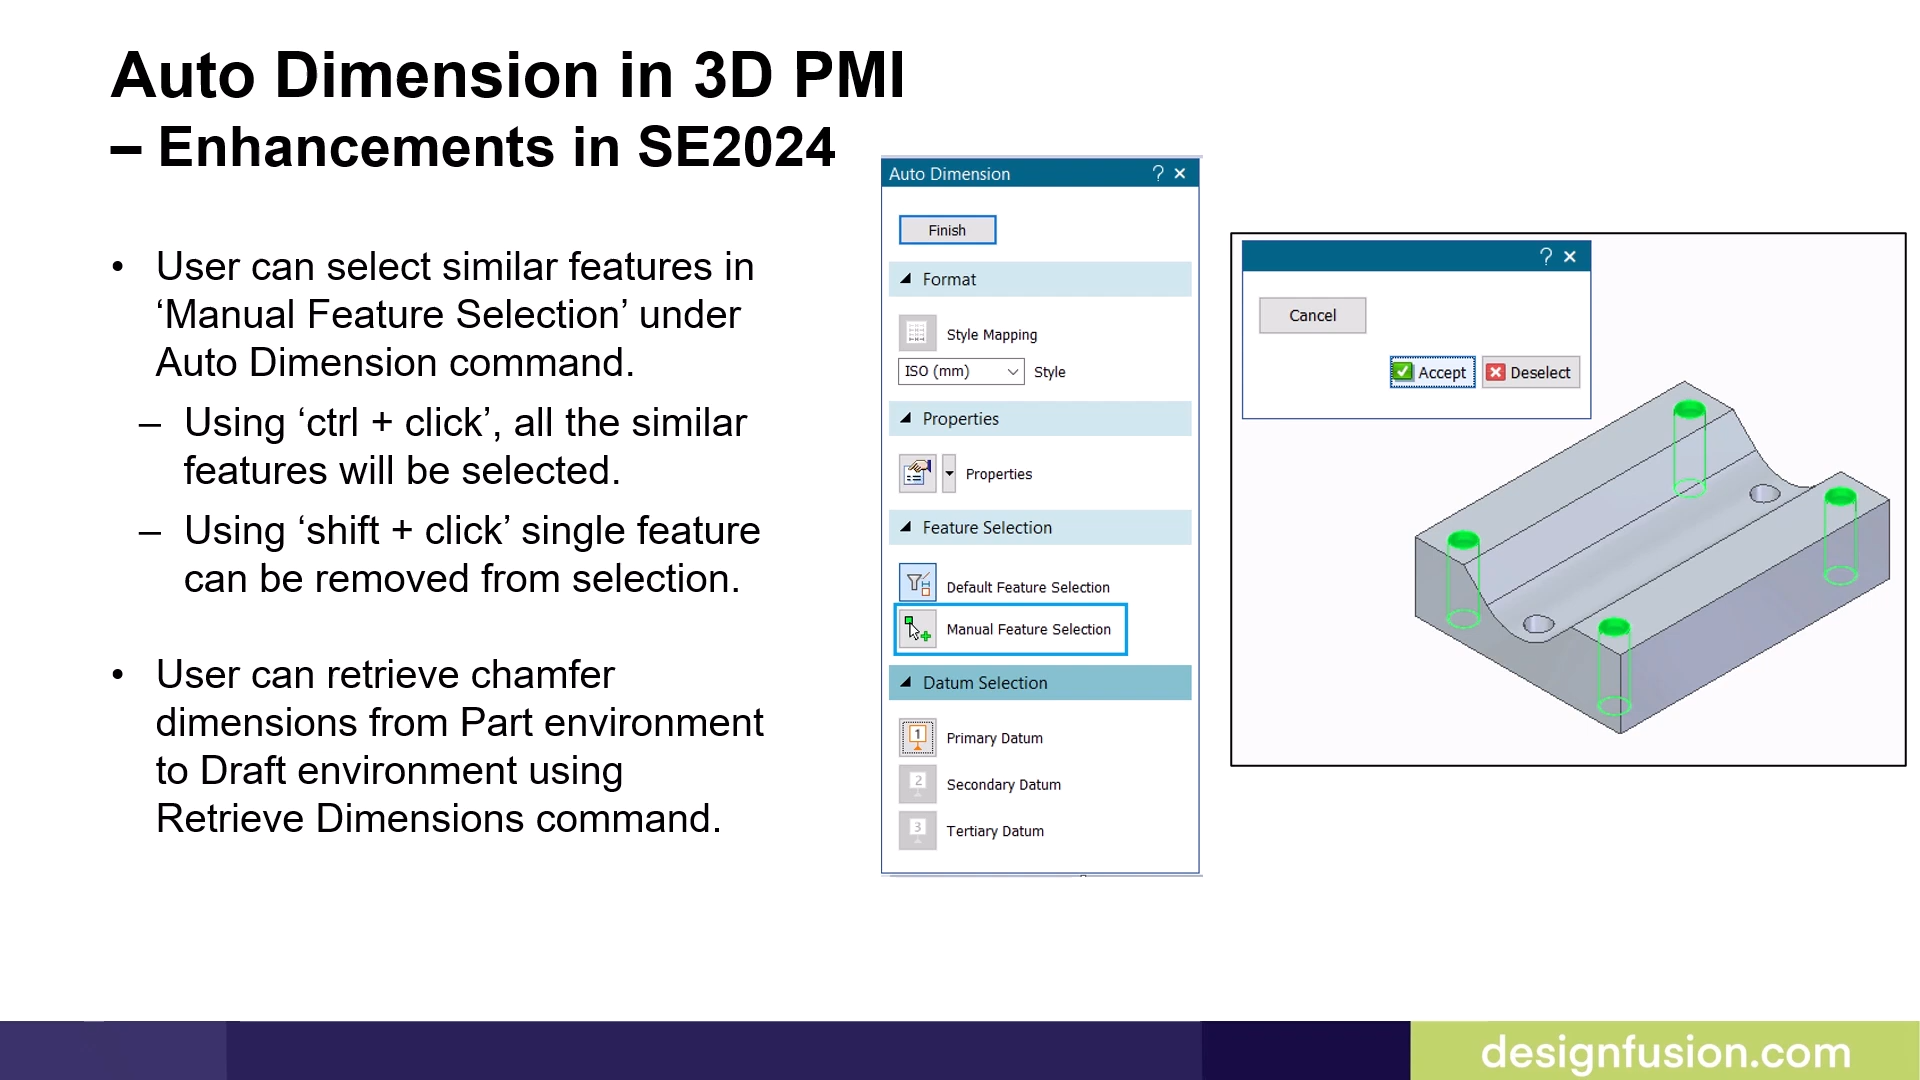 Auto Dimension in 3D PMI
– Enhancements in SE2024
• User can select similar features in
‘Manual Feature Selection’ under
Auto Dimension command.
– Using ‘ctrl + click’, all the similar
features will be selected.
– Using ‘shift + click’ single feature
can be removed from selection.
• User can retrieve chamfer
dimensions from Part environment
to Draft environment using
Retrieve Dimensions command.
Auto Dimension
Finish
Format
Style Mapping
ISO (mm) Style
Properties
Properties
Feature Selection
Default Feature Selection
Manual Feature Selection
Datum Selection
1 Primary Datum
2 Secondary Datum
3 Tertiary Datum
Cancel
Accept Deselect
designfusion.com